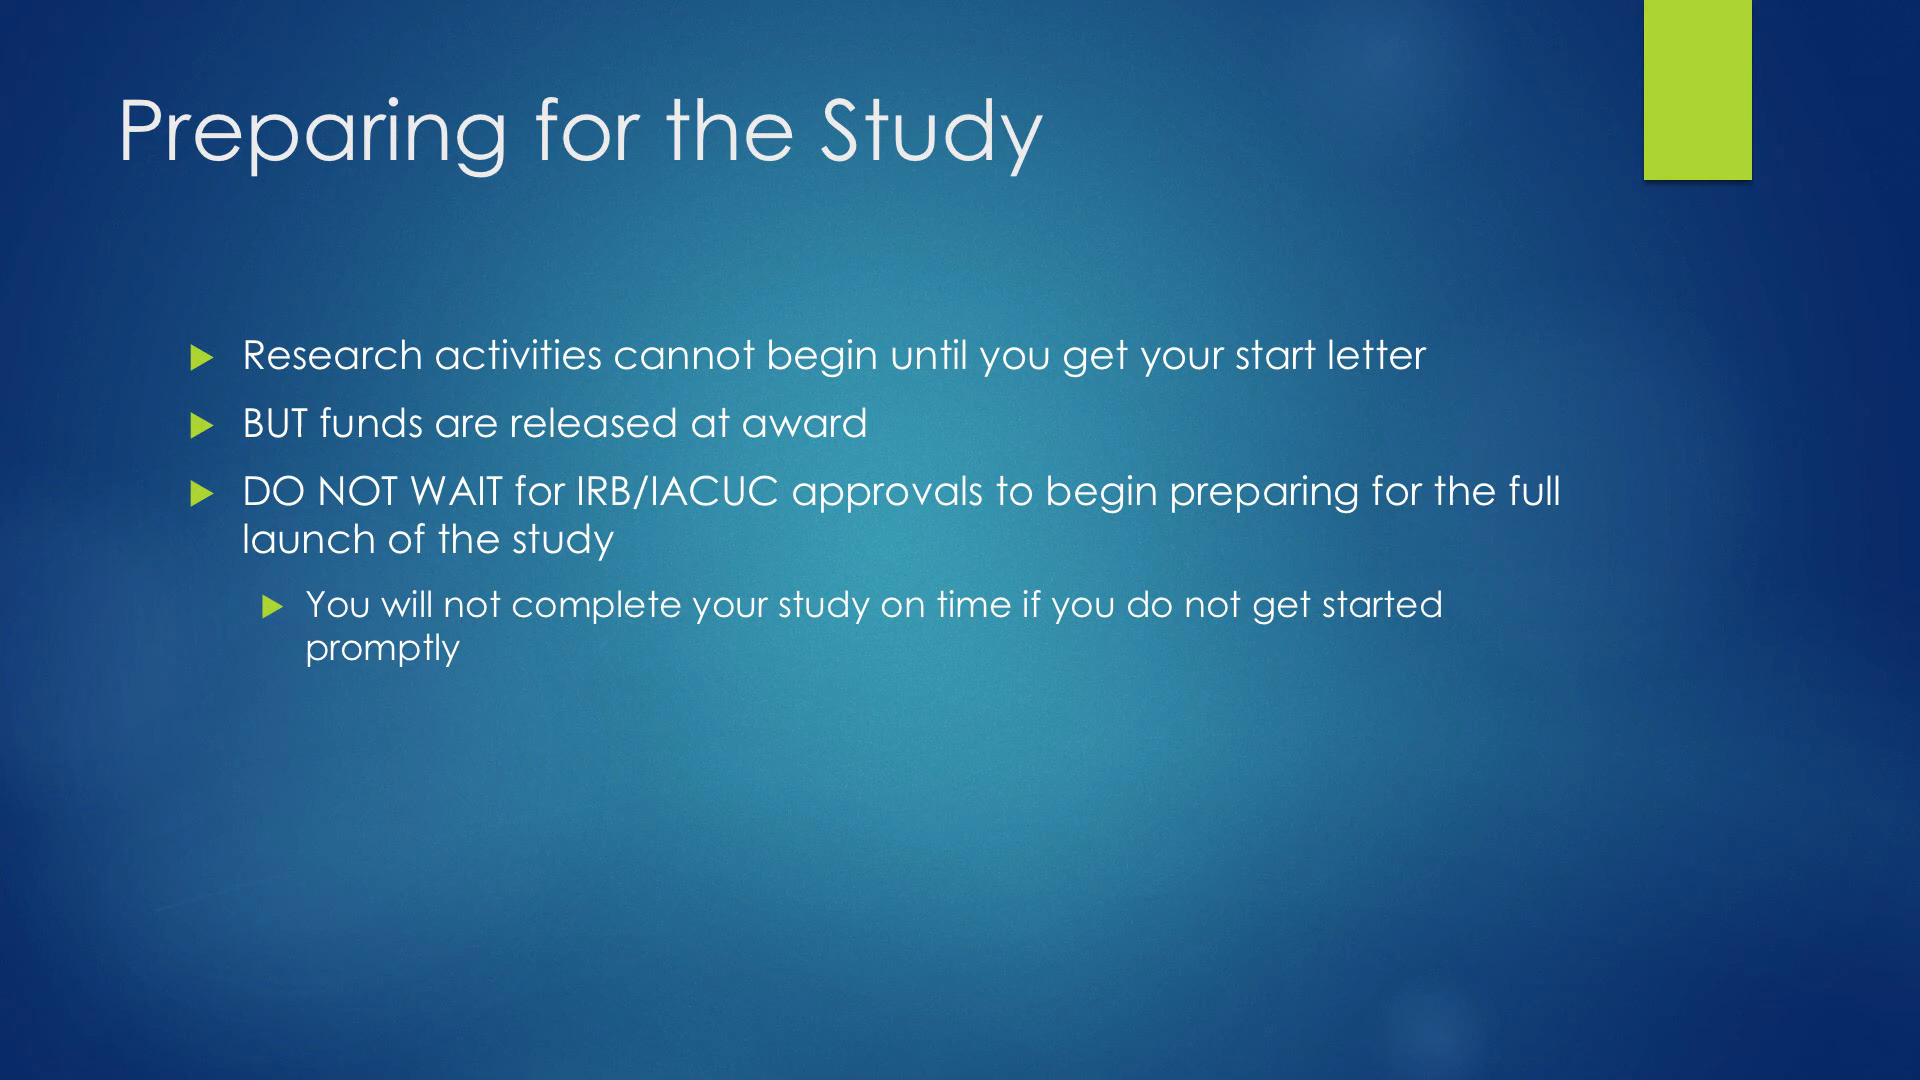 Preparing for the Study
Research activities cannot begin until you get your start letter
BUT funds are released at award
DO NOT WAIT for IRB/IACUC approvals to begin preparing for the full
launch of the study
You will not complete your study on time if you do not get started
promptly